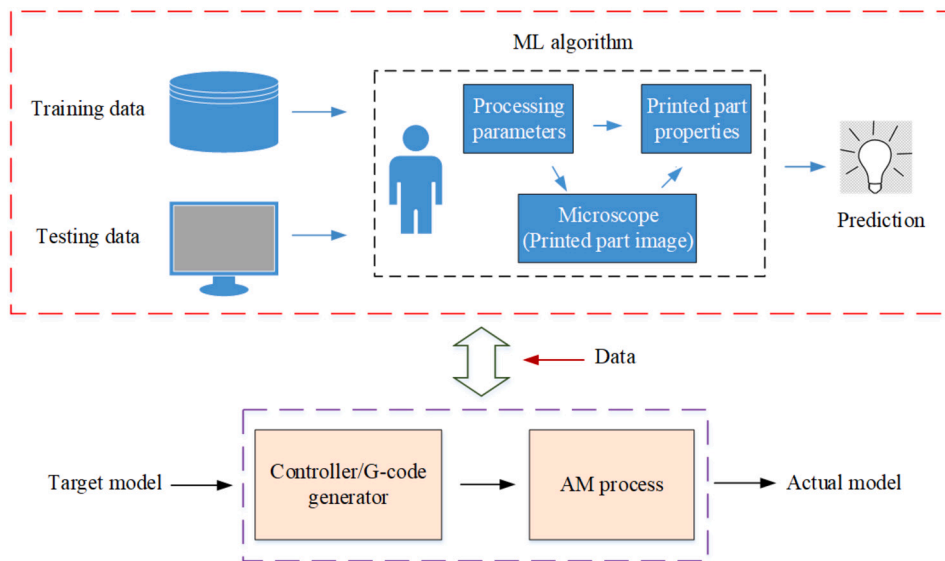 ML algorithm
Training data
Processing
parameters
Printed part
properties
Testing data
Microscope
(Printed part image)
Prediction
Data
Target model
Controller/G-code
generator
AM process
Actual model